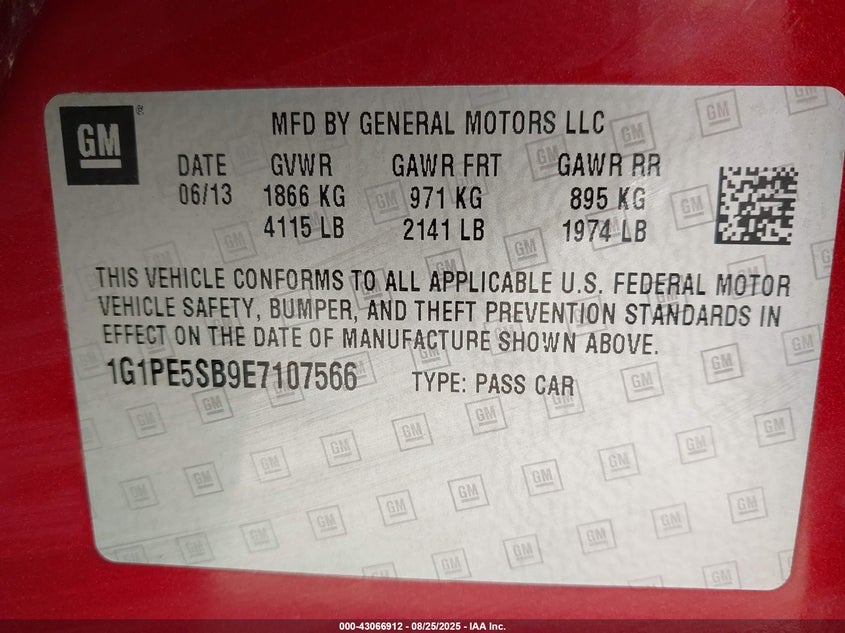 GM
MFD BY GENERAL MOTORS LLC
DATE GVWR GAWR FRT GAWR RR
06/13 1866 KG 971 KG 895 KG
4115 LB 2141 LB 1974 LB
THIS VEHICLE CONFORMS TO ALL APPLICABLE U.S. FEDERAL MOTOR
VEHICLE SAFETY, BUMPER, AND THEFT PREVENTION STANDARDS IN
EFFECT ON THE DATE OF MANUFACTURE SHOWN ABOVE.
1G1PE5SB9E7107566 TYPE: PASS CAR
000-43066912 - 08/25/2025 - IAA Inc.